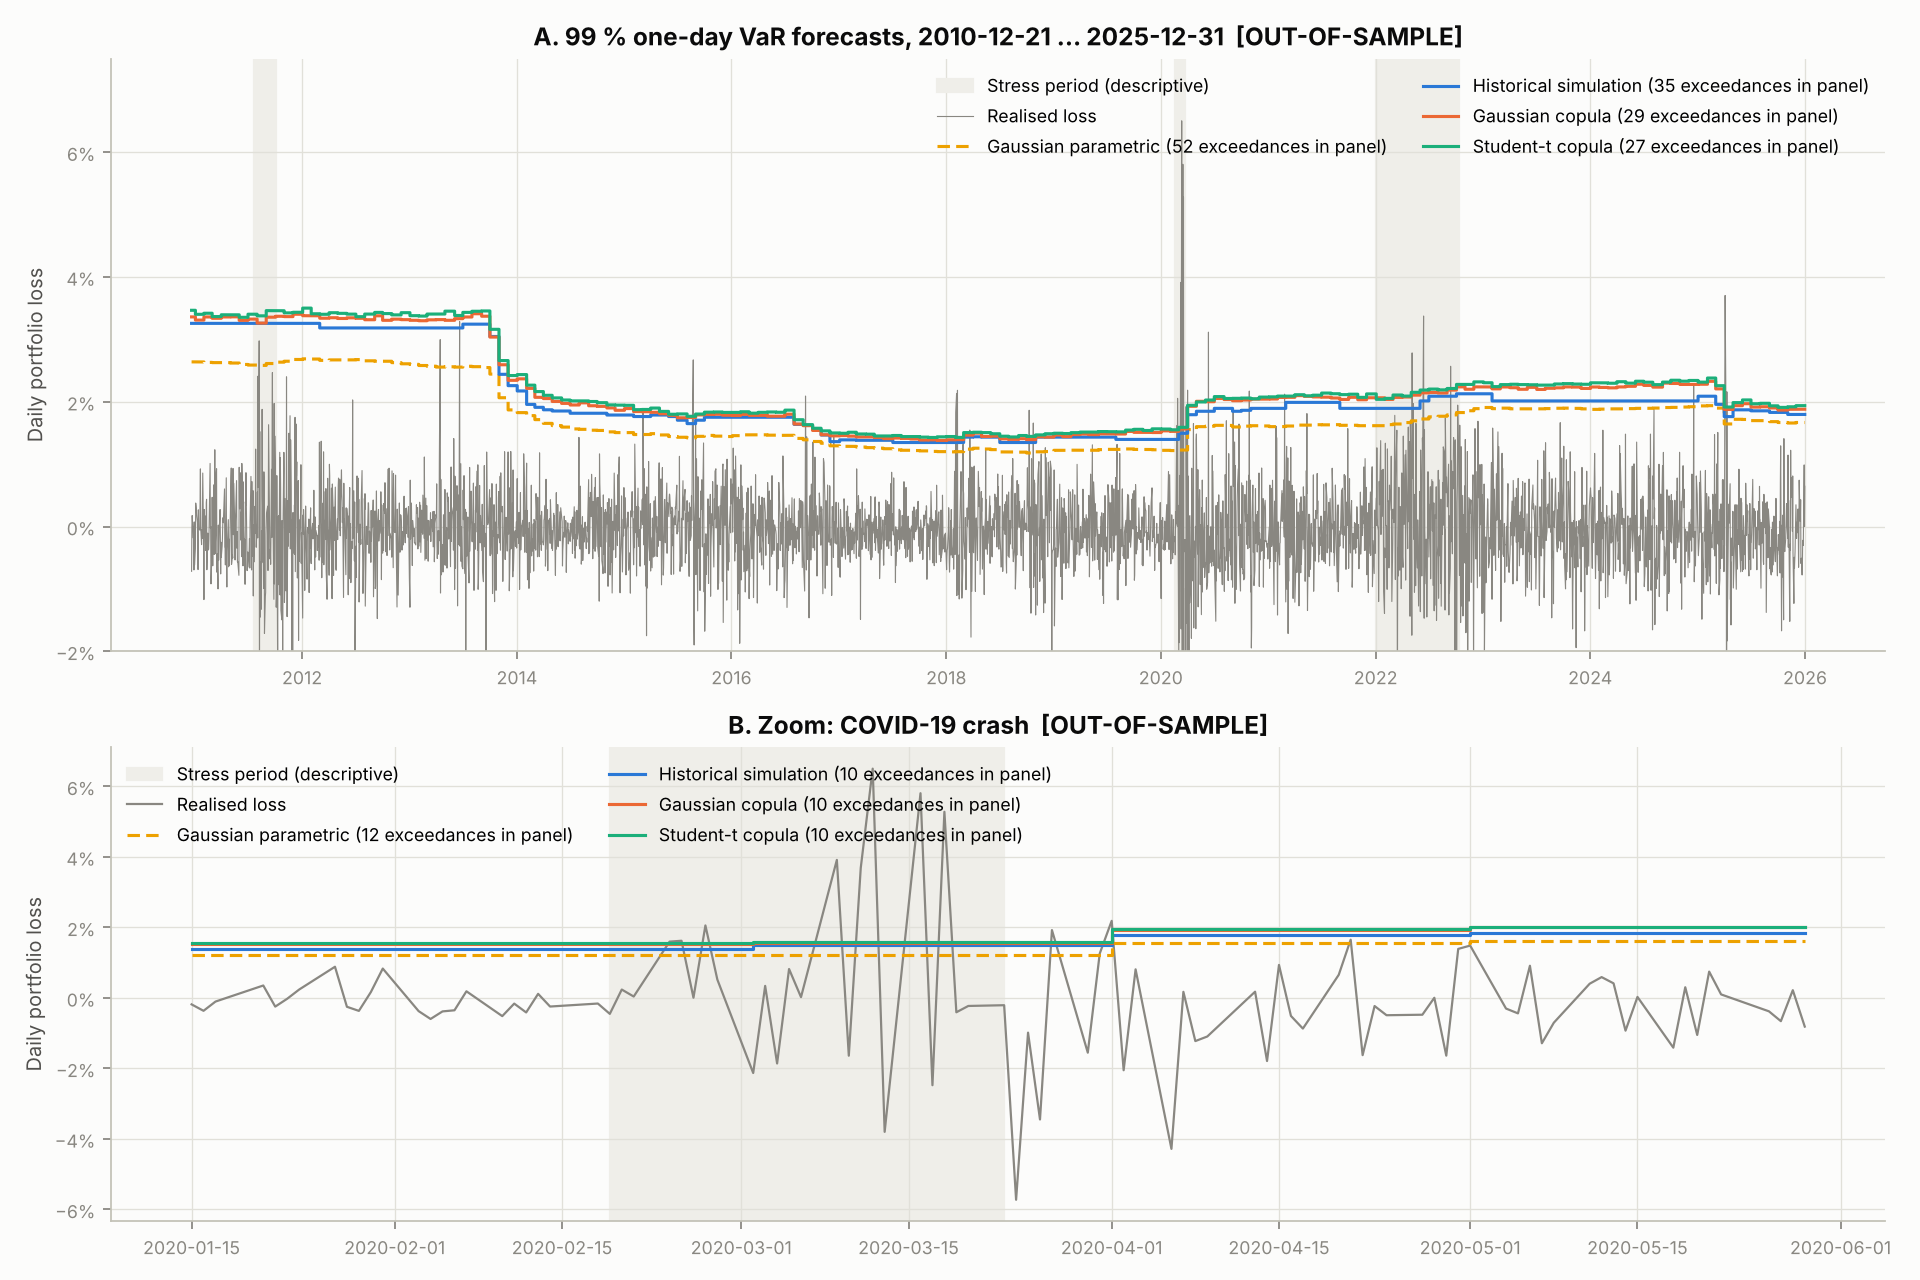 A. 99 % one-day VaR forecasts, 2010-12-21 … 2025-12-31 [OUT-OF-SAMPLE]
Stress period (descriptive)
Realised loss
Gaussian parametric (52 exceedances in panel)
Historical simulation (35 exceedances in panel)
Gaussian copula (29 exceedances in panel)
Student-t copula (27 exceedances in panel)
Daily portfolio loss
6%
4%
2%
0%
−2%
2012
2014
2016
2018
2020
2022
2024
2026
B. Zoom: COVID-19 crash [OUT-OF-SAMPLE]
Stress period (descriptive)
Realised loss
Gaussian parametric (12 exceedances in panel)
Historical simulation (10 exceedances in panel)
Gaussian copula (10 exceedances in panel)
Student-t copula (10 exceedances in panel)
Daily portfolio loss
6%
4%
2%
0%
−2%
−4%
−6%
2020-01-15
2020-02-01
2020-02-15
2020-03-01
2020-03-15
2020-04-01
2020-04-15
2020-05-01
2020-05-15
2020-06-01